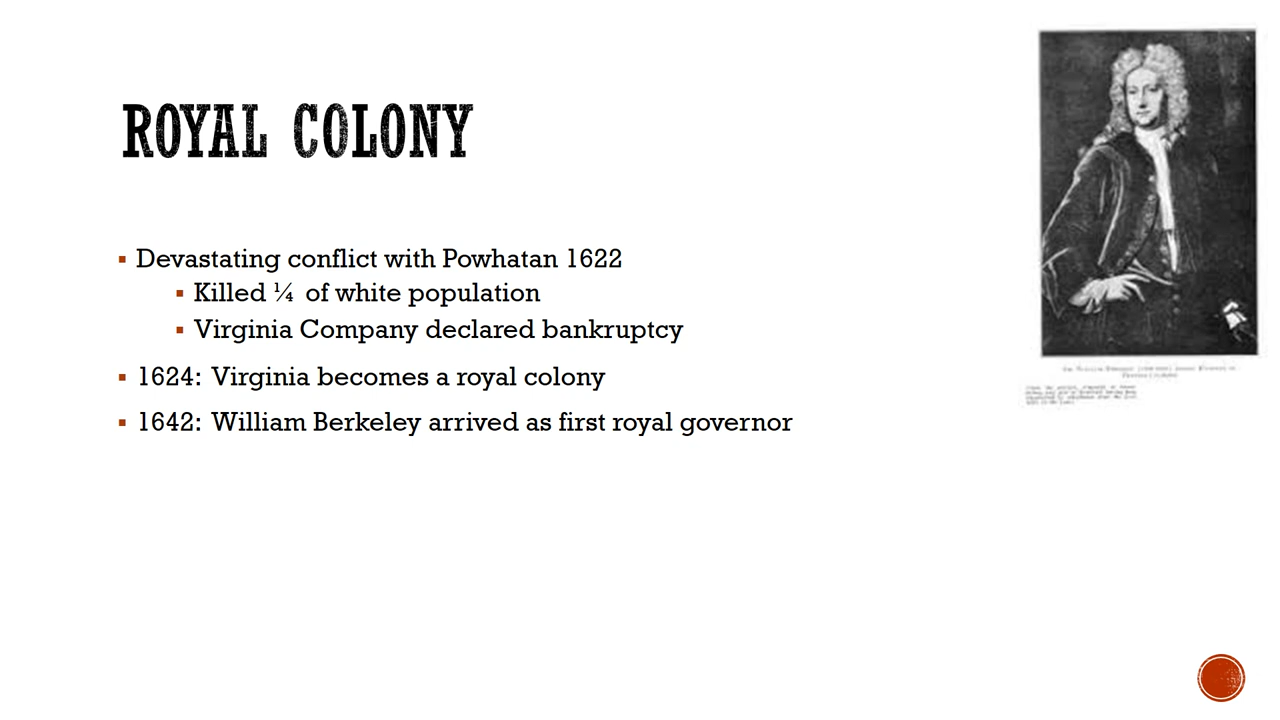 ROYAL COLONY
Devastating conflict with Powhatan 1622
Killed ¼ of white population
Virginia Company declared bankruptcy
1624: Virginia becomes a royal colony
1642: William Berkeley arrived as first royal governor